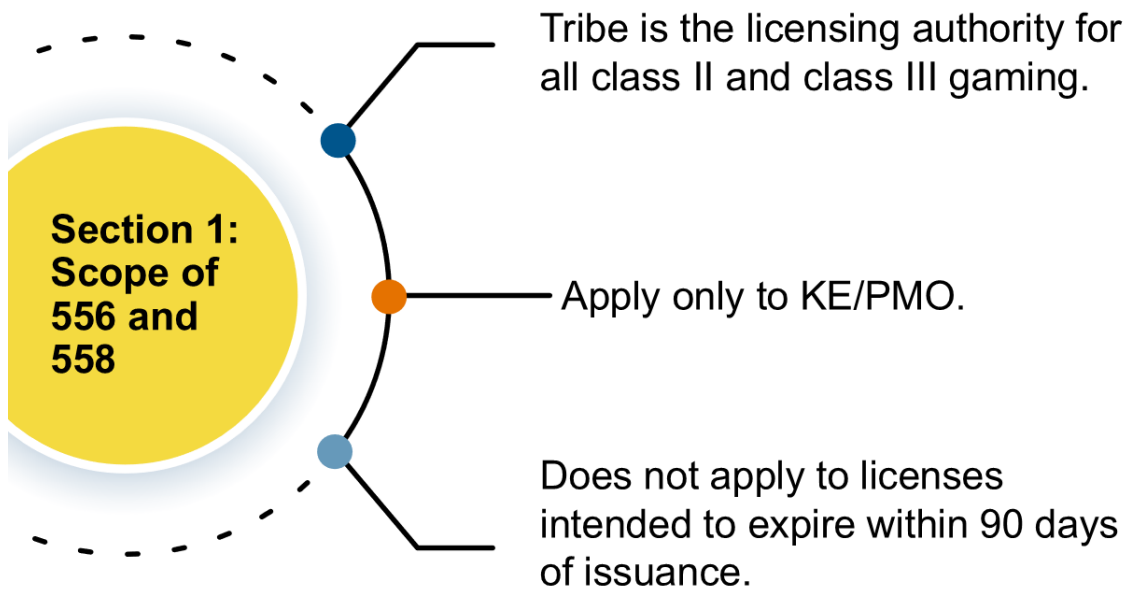 Section 1:
Scope of
556 and
558
Tribe is the licensing authority for
all class II and class III gaming.
Apply only to KE/PMO.
Does not apply to licenses
intended to expire within 90 days
of issuance.